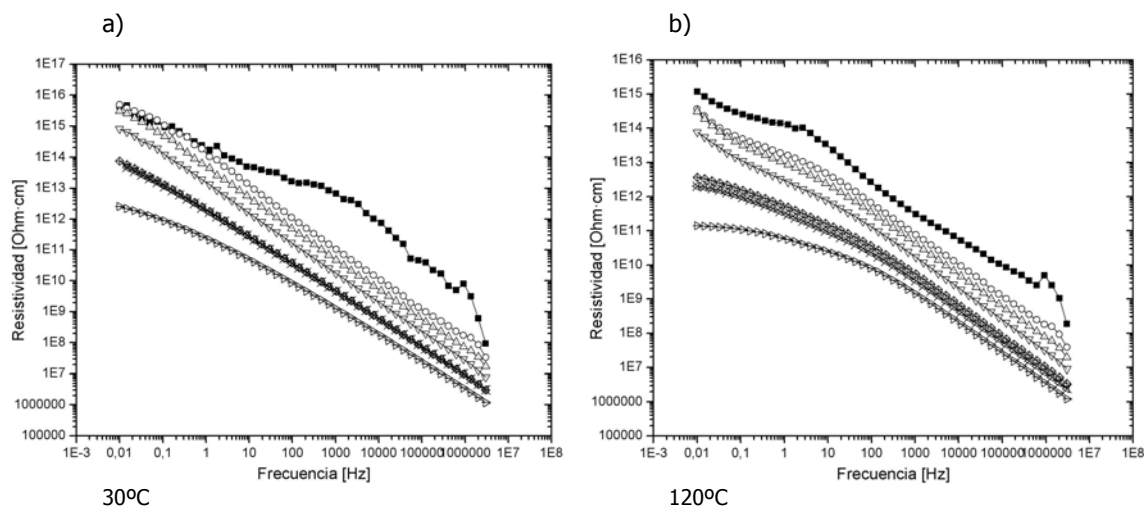 a)
1E17
1E16
1E15
1E14
1E13
1E12
1E11
1E10
1E9
1E8
1E7
1000000
100000
Resistividad [Ohm·cm]
1E-3 0,01 0,1 1 10 100 1000 10000 100000 1000000 1E7 1E8
Frecuencia [Hz]
30ºC
b)
1E16
1E15
1E14
1E13
1E12
1E11
1E10
1E9
1E8
1E7
1000000
100000
Resistividad [Ohm·cm]
1E-3 0,01 0,1 1 10 100 1000 10000 100000 1000000 1E7 1E8
Frecuencia [Hz]
120ºC